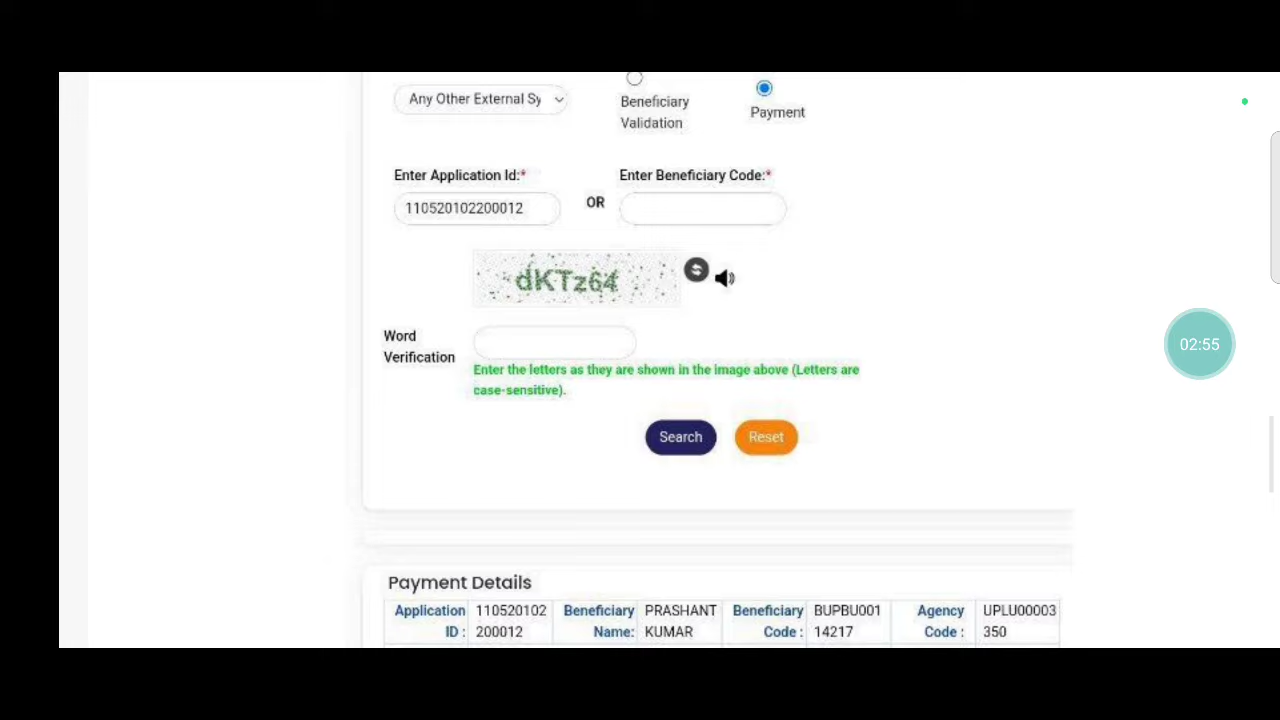 Any Other External Sy
Beneficiary
Validation
Payment
Enter Application Id:*
Enter Beneficiary Code:*
110520102200012
OR
dKTz64
Word
Verification
Enter the letters as they are shown in the image above (Letters are
case-sensitive).
02:55
Search
Reset
Payment Details
Application 110520102 Beneficiary PRASHANT Beneficiary BUPBU001 Agency UPLU00003
ID : 200012 Name: KUMAR Code : 14217 Code : 350